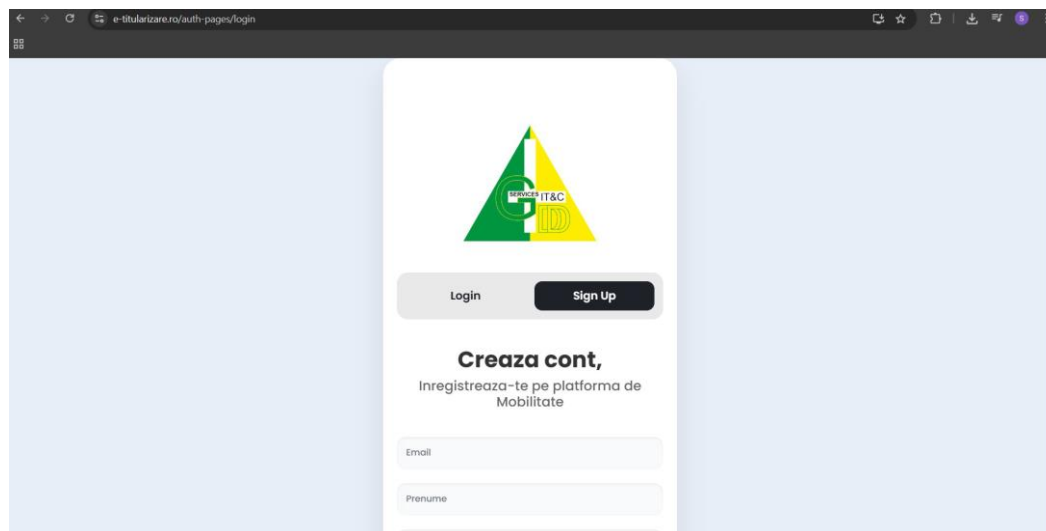 e-titularizare.ro/auth-pages/login
S
SERVICES IT&C
G
DDD
Login
Sign Up
Creaza cont,
Inregistreaza-te pe platforma de
Mobilitate
Email
Prenume